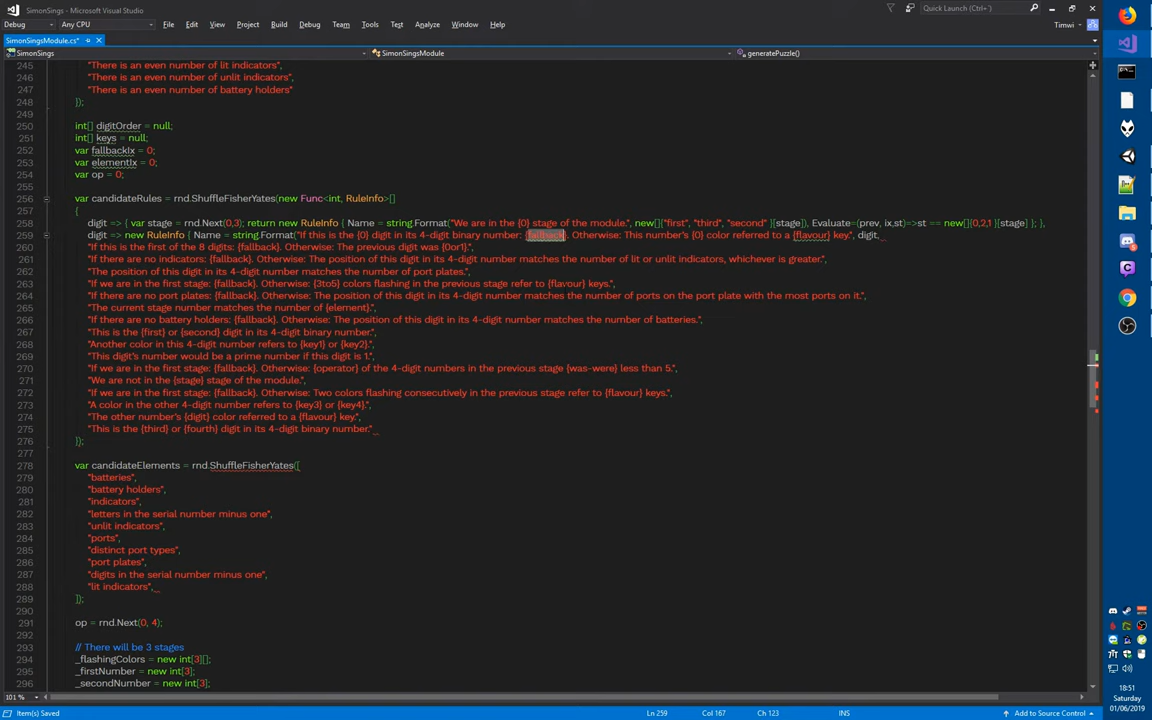 SimonSings - Microsoft Visual Studio
Quick Launch (Ctrl+ )
File Edit View Project Build Debug Team Tools Test Analyze Window Help
Timwi
Debug Any CPU
SimonSingsModule.cs*
SimonSings SimonSingsModule generatePuzzle()
245 "There is an even number of lit indicators",
246 "There is an even number of unlit indicators",
247 "There is an even number of battery holders"
248 });
249
250 int[] digitOrder = null;
251 int[] keys = null;
252 var fallbackIx = 0;
253 var elementIx = 0;
254 var op = 0;
255
256 var candidateRules = rnd.ShuffleFisherYates(new Func<int, RuleInfo>[]
257 {
258 digit => { var stage = rnd.Next(0,3); return new RuleInfo { Name = string.Format("We are in the {0} stage of the module.", new[]{"first", "third", "second" }[stage]), Evaluate=(prev, ix,st)=>st == new[]{0,2,1 }[stage] }; },
259 digit => new RuleInfo { Name = string.Format("If this is the {0} digit in its 4-digit binary number: {fallback}. Otherwise: This number's {0} color referred to a {flavour} key.", digit,
260 "If this is the first of the 8 digits: {fallback}. Otherwise: The previous digit was {0or1}.",
261 "If there are no indicators: {fallback}. Otherwise: The position of this digit in its 4-digit number matches the number of lit or unlit indicators, whichever is greater.",
262 "The position of this digit in its 4-digit number matches the number of port plates.",
263 "If we are in the first stage: {fallback}. Otherwise: {3to5} colors flashing in the previous stage refer to {flavour} keys.",
264 "If there are no port plates: {fallback}. Otherwise: The position of this digit in its 4-digit number matches the number of ports on the port plate with the most ports on it.",
265 "The current stage number matches the number of {element}.",
266 "If there are no battery holders: {fallback}. Otherwise: The position of this digit in its 4-digit number matches the number of batteries.",
267 "This is the {first} or {second} digit in its 4-digit binary number.",
268 "Another color in this 4-digit number refers to {key1} or {key2}.",
269 "This digit's number would be a prime number if this digit is 1.",
270 "If we are in the first stage: {fallback}. Otherwise: {operator} of the 4-digit numbers in the previous stage {was-were} less than 5.",
271 "We are not in the {stage} stage of the module.",
272 "If we are in the first stage: {fallback}. Otherwise: Two colors flashing consecutively in the previous stage refer to {flavour} keys.",
273 "A color in the other 4-digit number refers to {key3} or {key4}.",
274 "The other number's {digit} color referred to a {flavour} key.",
275 "This is the {third} or {fourth} digit in its 4-digit binary number."
276 });
277
278 var candidateElements = rnd.ShuffleFisherYates([
279 "batteries",
280 "battery holders",
281 "indicators",
282 "letters in the serial number minus one",
283 "unlit indicators",
284 "ports",
285 "distinct port types",
286 "port plates",
287 "digits in the serial number minus one",
288 "lit indicators",
289 });
290
291 op = rnd.Next(0, 4);
292
293 // There will be 3 stages
294 _flashingColors = new int[3][];
295 _firstNumber = new int[3];
296 _secondNumber = new int[3];
101 %
Item(s) Saved Ln 259 Col 167 Ch 123 INS Add to Source Control
18:51
Saturday
01/06/2019